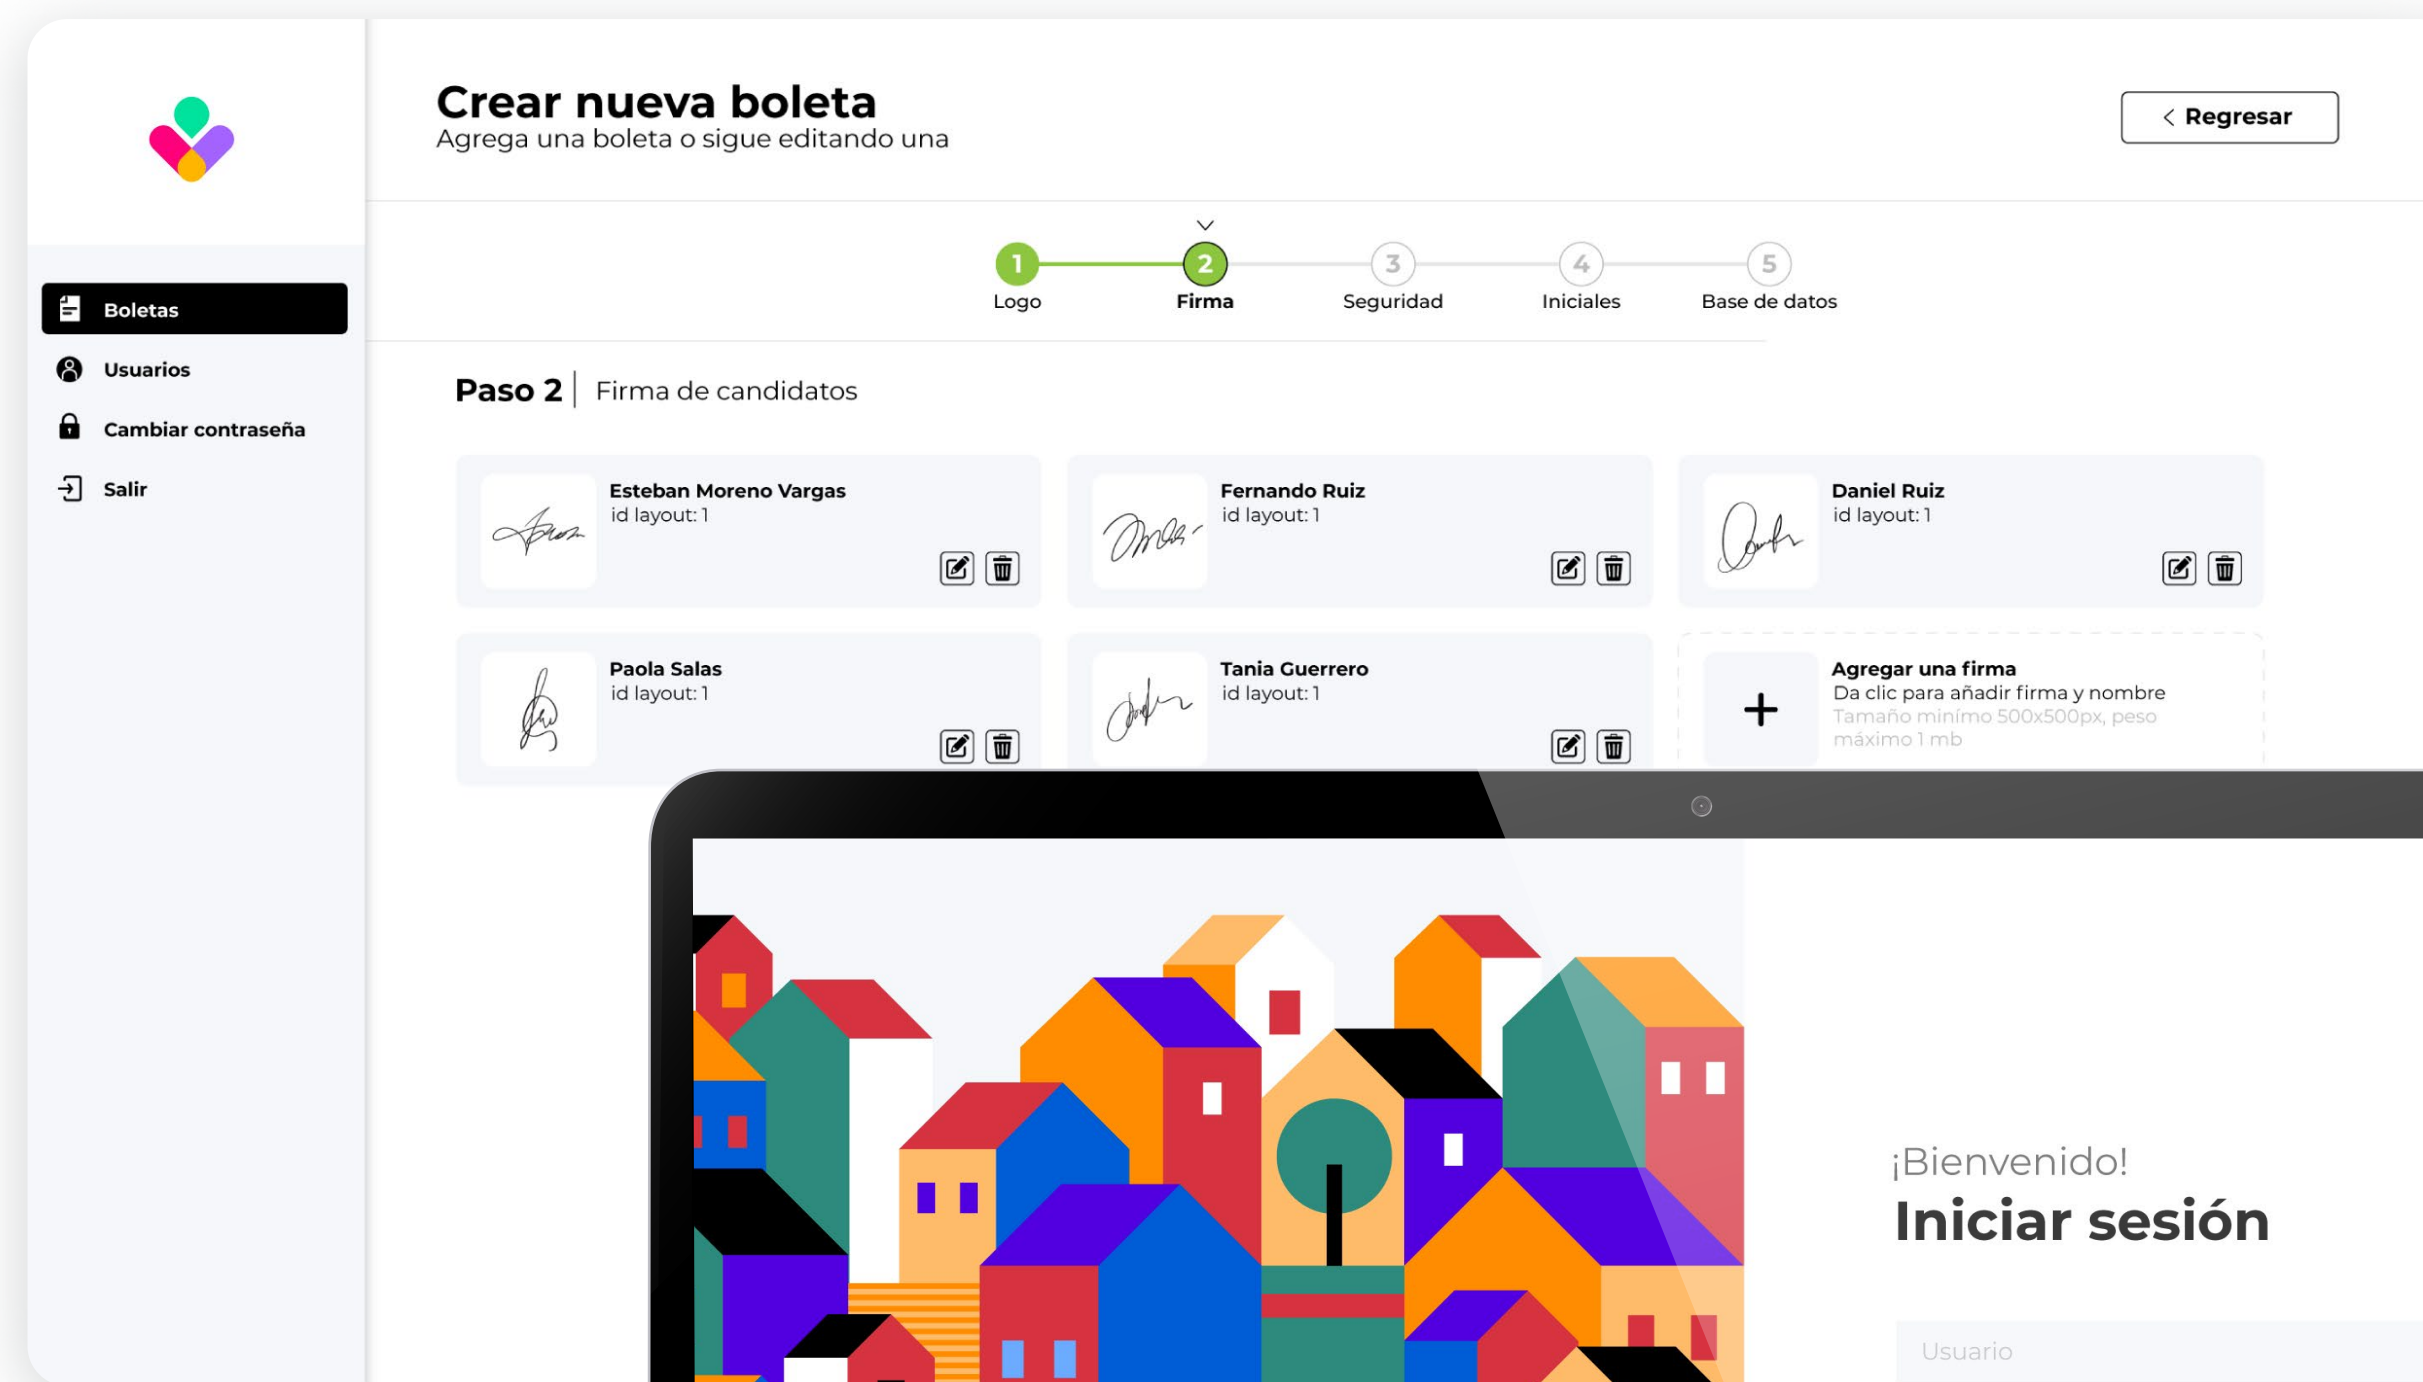 Crear nueva boleta
Agrega una boleta o sigue editando una
< Regresar
1
2
3
4
5
Logo
Firma
Seguridad
Iniciales
Base de datos
Boletas
Usuarios
Cambiar contraseña
Salir
Paso 2 | Firma de candidatos
Esteban Moreno Vargas
id layout: 1
Fernando Ruiz
id layout: 1
Daniel Ruiz
id layout: 1
Paola Salas
id layout: 1
Tania Guerrero
id layout: 1
Agregar una firma
Da clic para añadir firma y nombre
Tamaño minímo 500x500px, peso
máximo 1 mb
¡Bienvenido!
Iniciar sesión
Usuario